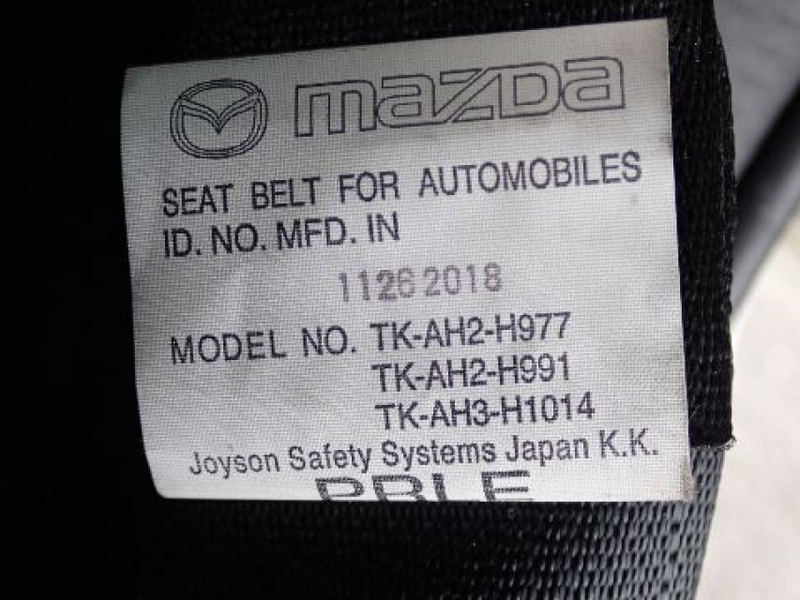 mazda
SEAT BELT FOR AUTOMOBILES
ID. NO. MFD. IN
1126 2018
MODEL NO. TK-AH2-H977
TK-AH2-H991
TK-AH3-H1014
Joyson Safety Systems Japan K.K.